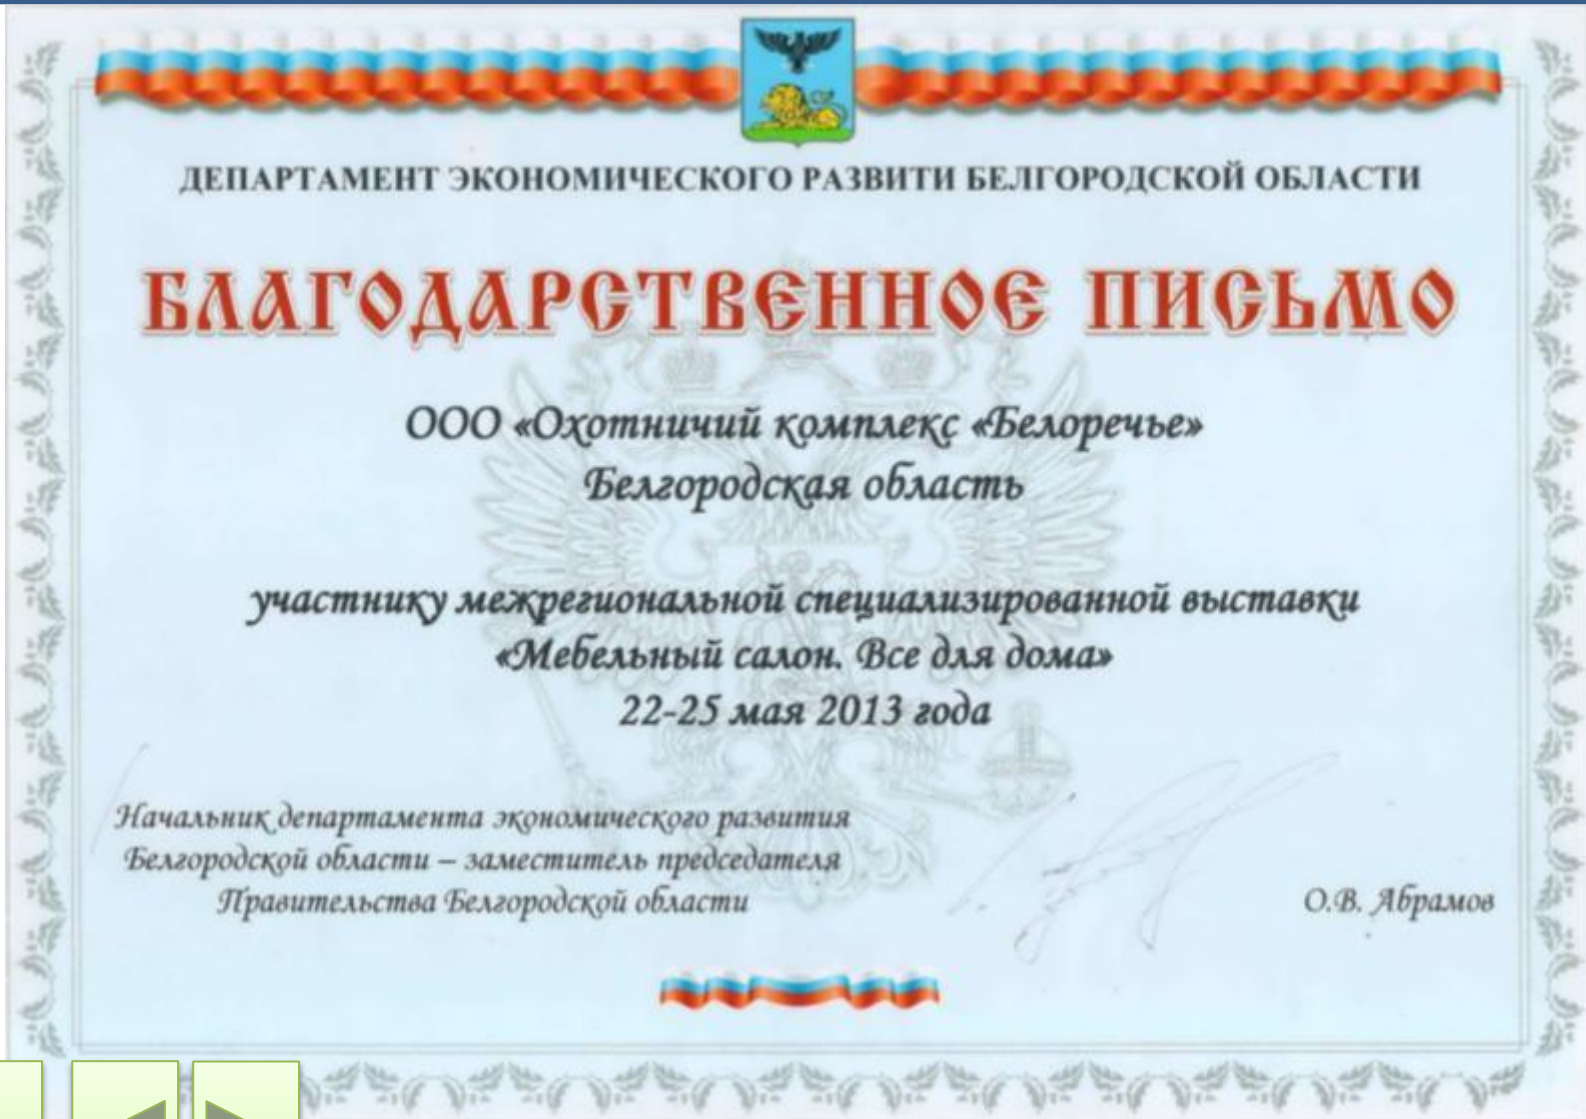 ДЕПАРТАМЕНТ ЭКОНОМИЧЕСКОГО РАЗВИТИ БЕЛГОРОДСКОЙ ОБЛАСТИ
БЛАГОДАРСТВЕННОЕ ПИСЬМО
ООО «Охотничий комплекс «Белоречье»
Белгородская область
участнику межрегиональной специализированной выставки
«Мебельный салон. Все для дома»
22-25 мая 2013 года
Начальник департамента экономического развития
Белгородской области – заместитель председателя
Правительства Белгородской области
О.В. Абрамов